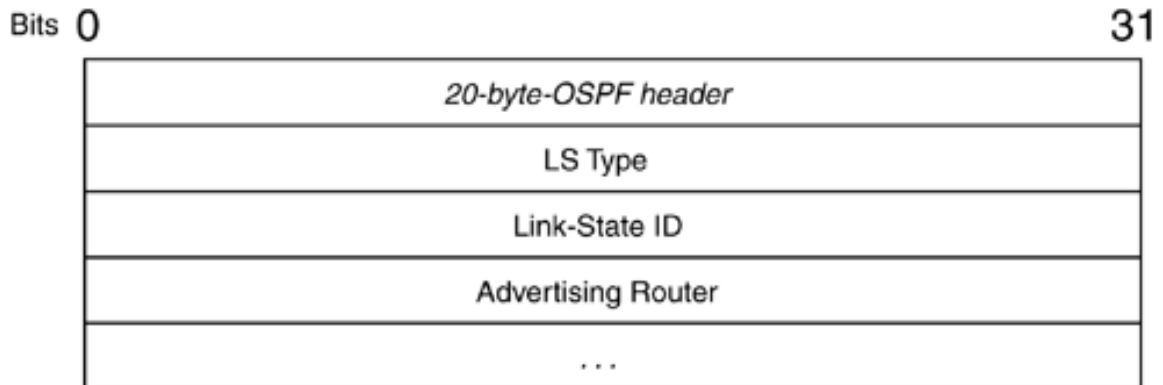 Bits 0 31
20-byte-OSPF header
LS Type
Link-State ID
Advertising Router
...